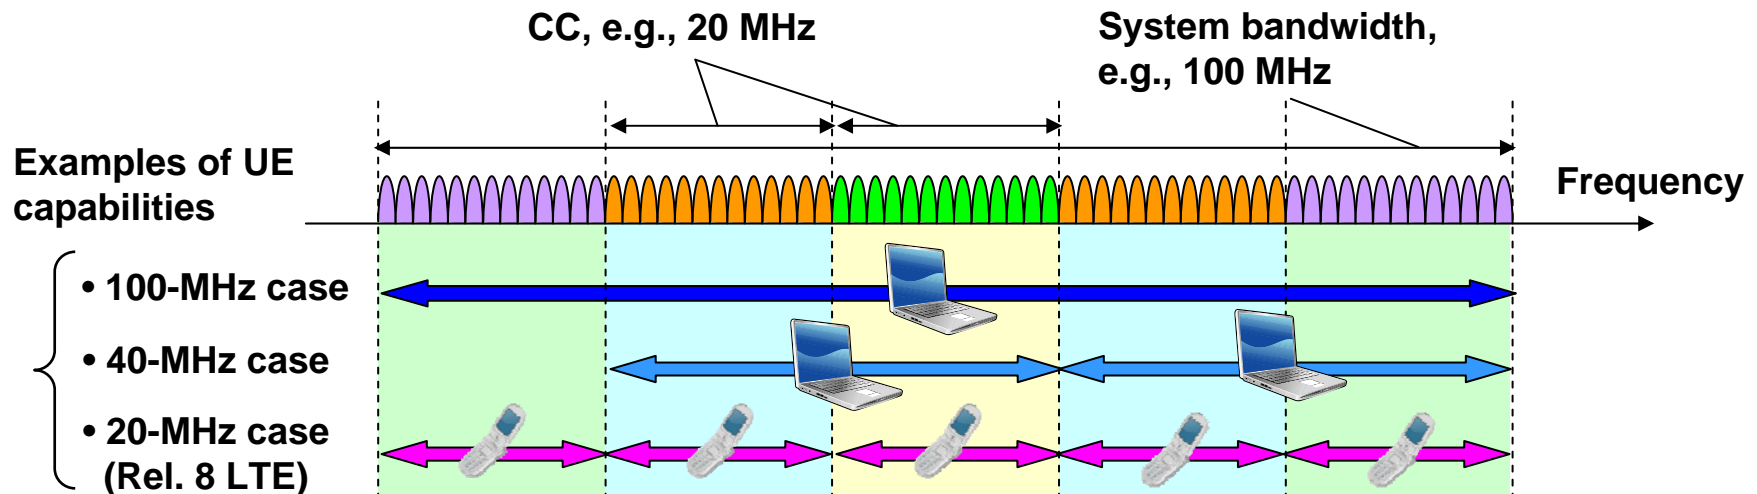 CC, e.g., 20 MHz
System bandwidth,
e.g., 100 MHz
Examples of UE
capabilities
Frequency
• 100-MHz case
• 40-MHz case
• 20-MHz case
(Rel. 8 LTE)